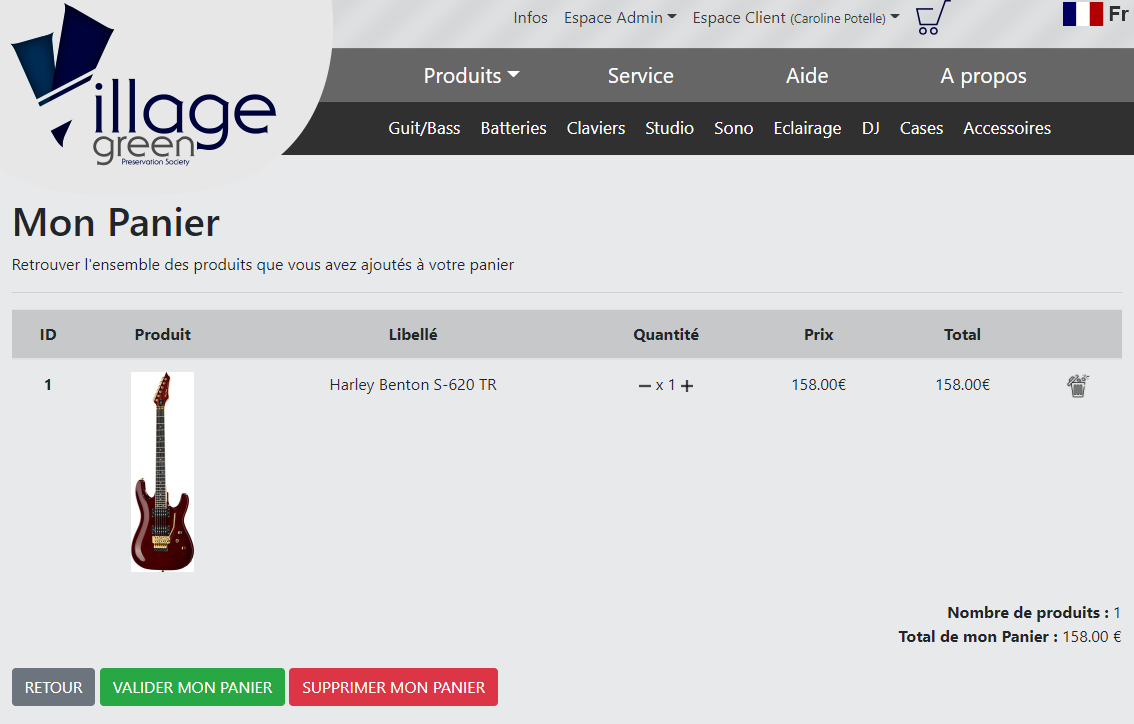 Infos Espace Admin Espace Client (Caroline Potelle) Fr
Produits Service Aide A propos
Guit/Bass Batteries Claviers Studio Sono Eclairage DJ Cases Accessoires
Village
green
Preservation Society
Mon Panier
Retrouver l'ensemble des produits que vous avez ajoutés à votre panier
ID Produit Libellé Quantité Prix Total
1 Harley Benton S-620 TR − x 1 + 158.00€ 158.00€
Nombre de produits : 1
Total de mon Panier : 158.00 €
RETOUR VALIDER MON PANIER SUPPRIMER MON PANIER